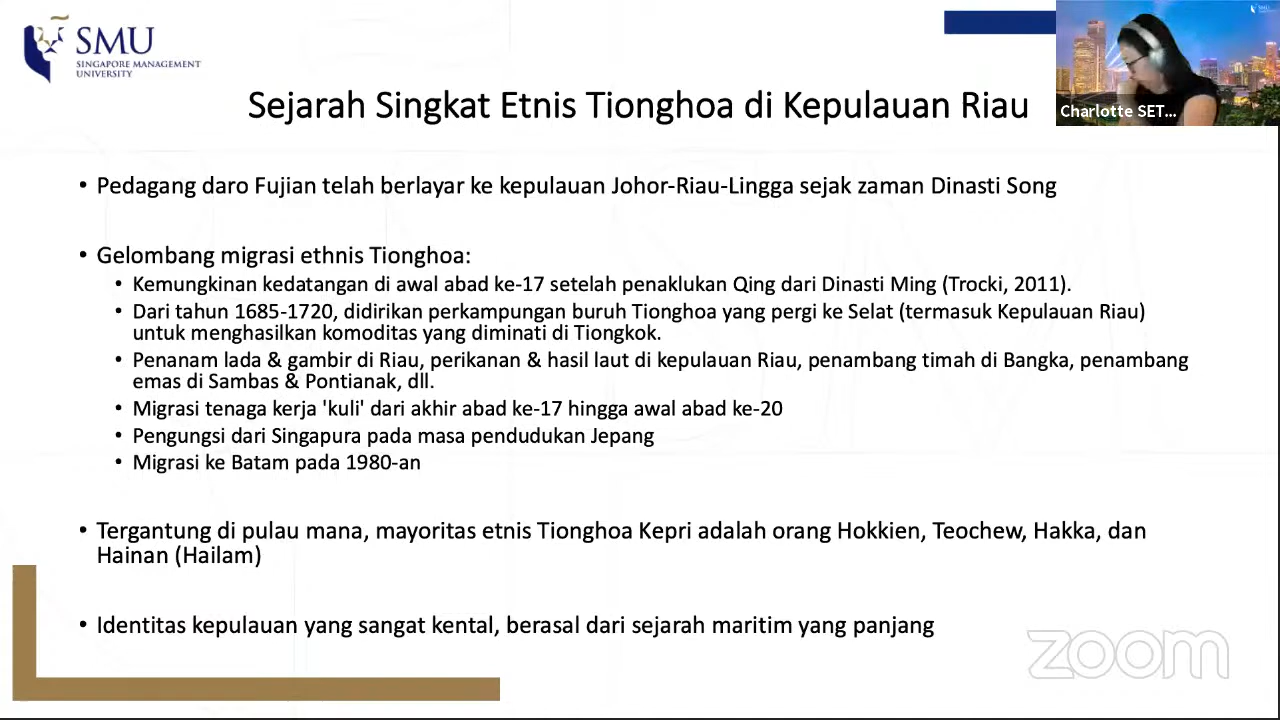 SMU
SINGAPORE MANAGEMENT
UNIVERSITY
Sejarah Singkat Etnis Tionghoa di Kepulauan Riau
Charlotte SET...
• Pedagang daro Fujian telah berlayar ke kepulauan Johor-Riau-Lingga sejak zaman Dinasti Song
• Gelombang migrasi ethnis Tionghoa:
• Kemungkinan kedatangan di awal abad ke-17 setelah penaklukan Qing dari Dinasti Ming (Trocki, 2011).
• Dari tahun 1685-1720, didirikan perkampungan buruh Tionghoa yang pergi ke Selat (termasuk Kepulauan Riau)
untuk menghasilkan komoditas yang diminati di Tiongkok.
• Penanam lada & gambir di Riau, perikanan & hasil laut di kepulauan Riau, penambang timah di Bangka, penambang
emas di Sambas & Pontianak, dll.
• Migrasi tenaga kerja 'kuli' dari akhir abad ke-17 hingga awal abad ke-20
• Pengungsi dari Singapura pada masa pendudukan Jepang
• Migrasi ke Batam pada 1980-an
• Tergantung di pulau mana, mayoritas etnis Tionghoa Kepri adalah orang Hokkien, Teochew, Hakka, dan
Hainan (Hailam)
• Identitas kepulauan yang sangat kental, berasal dari sejarah maritim yang panjang
zoom